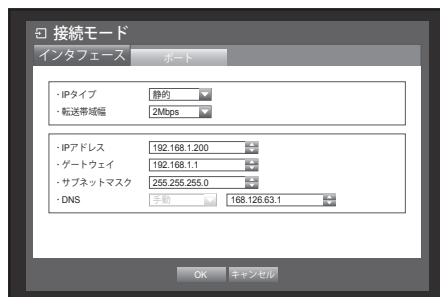 接続モード
インタフェース ポート
・IPタイプ 静的
・転送帯域幅 2Mbps
・IPアドレス 192.168.1.200
・ゲートウェイ 192.168.1.1
・サブネットマスク 255.255.255.0
・DNS 手動 168.126.63.1
OK キャンセル